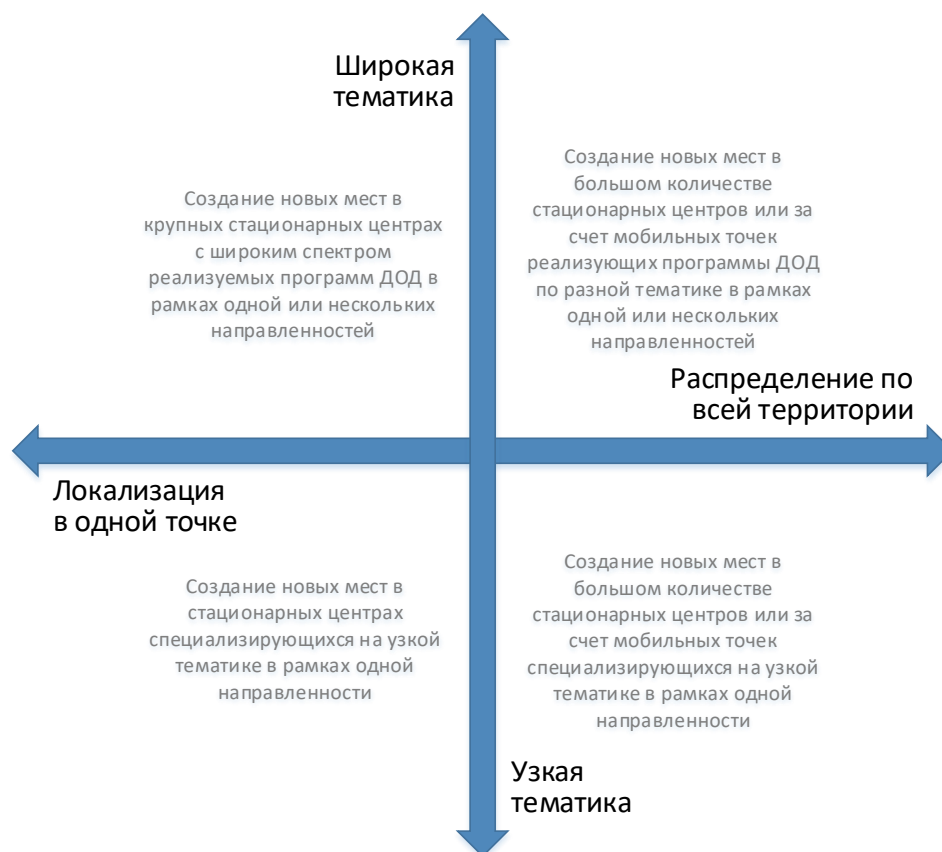 Широкая
тематика
Создание новых мест в
крупных стационарных центрах
с широким спектром
реализуемых программ ДОД в
рамках одной или нескольких
направленностей
Создание новых мест в
большом количестве
стационарных центров или за
счет мобильных точек
реализующих программы ДОД
по разной тематике в рамках
одной или нескольких
направленностей
Распределение по
всей территории
Локализация
в одной точке
Создание новых мест в
стационарных центрах
специализирующихся на узкой
тематике в рамках одной
направленности
Создание новых мест в
большом количестве
стационарных центров или за
счет мобильных точек
специализирующихся на узкой
тематике в рамках одной
направленности
Узкая
тематика